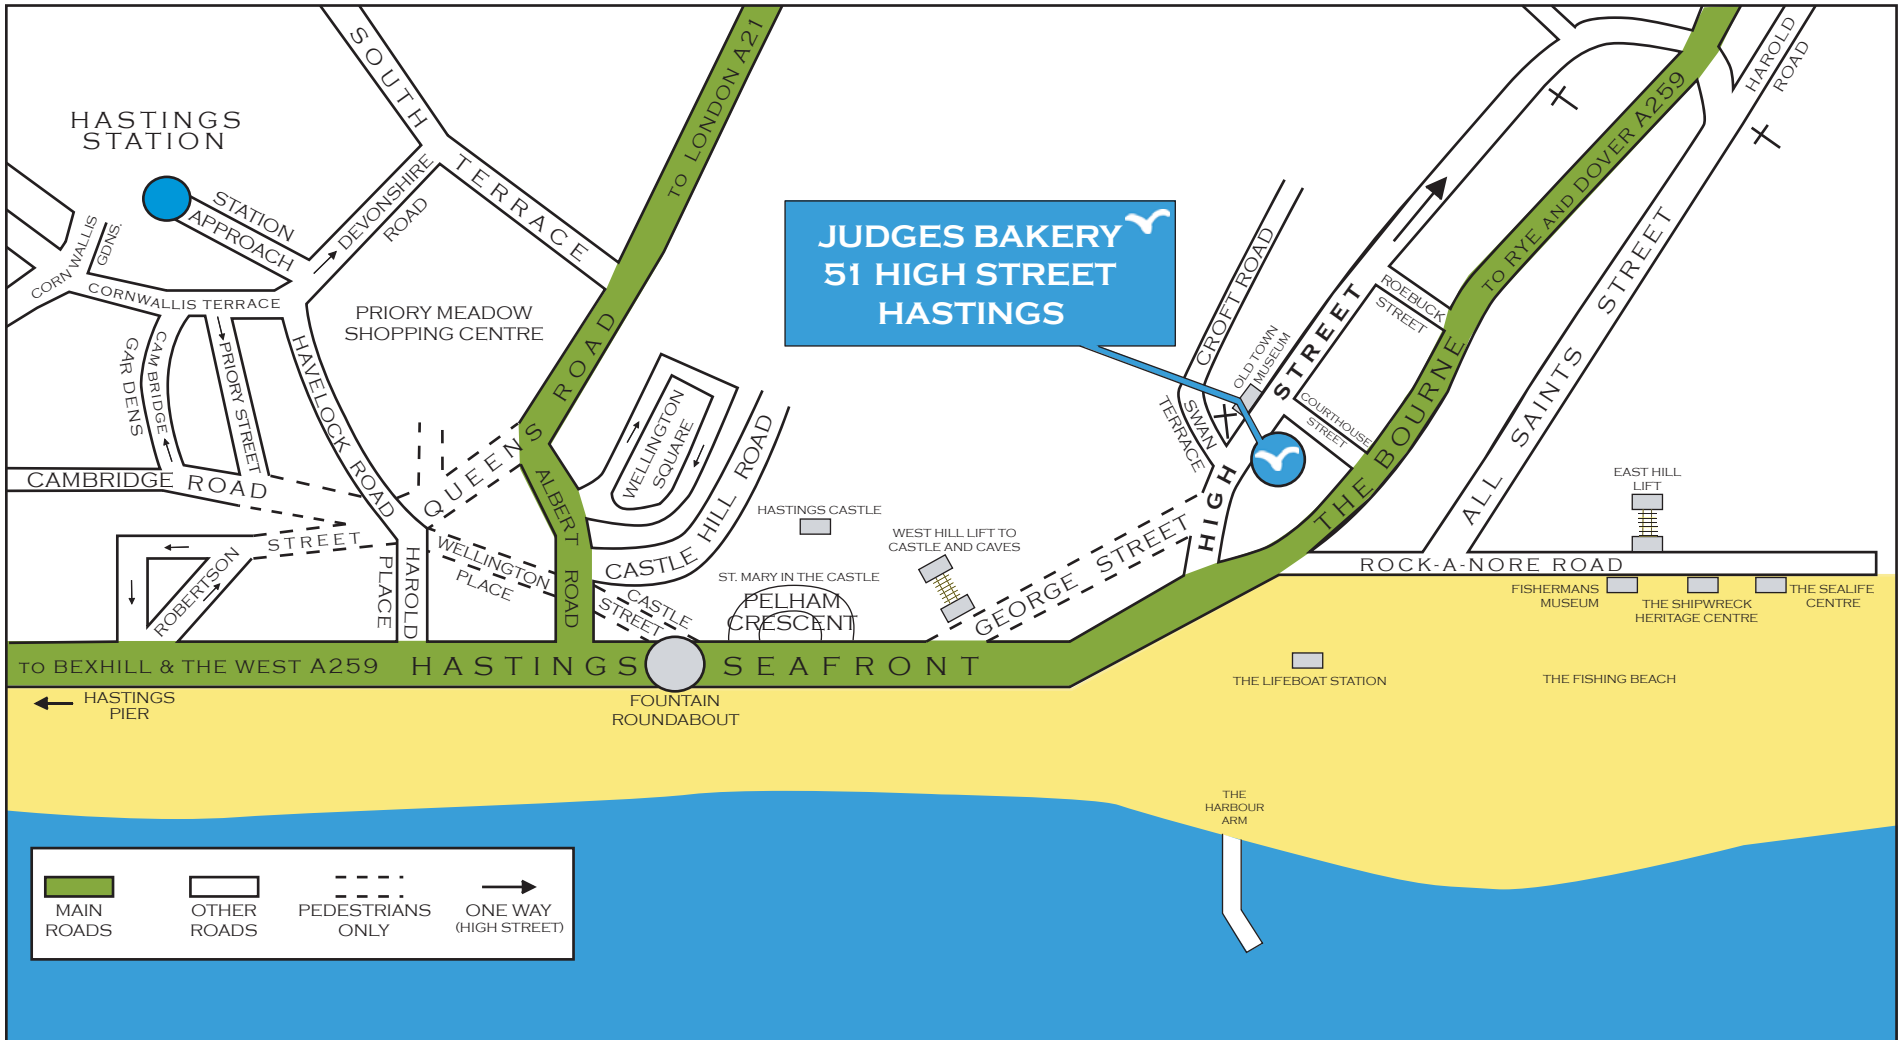 HASTINGS
STATION
STATION
APPROACH
SOUTH
TERRACE
DEVONSHIRE
ROAD
CORNWALLIS
GDNS.
CORNWALLIS TERRACE
CAMBRIDGE
GARDENS
PRIORY STREET
HAVELOCK ROAD
PRIORY MEADOW
SHOPPING CENTRE
TO LONDON A21
QUEENS ROAD
ALBERT
ROAD
CAMBRIDGE ROAD
ROBERTSON
STREET
HAROLD
PLACE
WELLINGTON
PLACE
WELLINGTON
SQUARE
CASTLE HILL ROAD
CASTLE
STREET
HASTINGS CASTLE
ST. MARY IN THE CASTLE
PELHAM
CRESCENT
WEST HILL LIFT TO
CASTLE AND CAVES
GEORGE STREET
JUDGES BAKERY
51 HIGH STREET
HASTINGS
CROFT ROAD
OLD TOWN
MUSEUM
SWAN
TERRACE
HIGH STREET
COURTHOUSE
STREET
ROEBUCK
STREET
THE BOURNE
TO RYE AND DOVER A259
HAROLD
ROAD
ALL SAINTS STREET
EAST HILL
LIFT
ROCK-A-NORE ROAD
FISHERMANS
MUSEUM
THE SHIPWRECK
HERITAGE CENTRE
THE SEALIFE
CENTRE
THE LIFEBOAT STATION
THE FISHING BEACH
TO BEXHILL & THE WEST A259
HASTINGS SEAFRONT
HASTINGS
PIER
FOUNTAIN
ROUNDABOUT
THE
HARBOUR
ARM
MAIN
ROADS
OTHER
ROADS
PEDESTRIANS
ONLY
ONE WAY
(HIGH STREET)